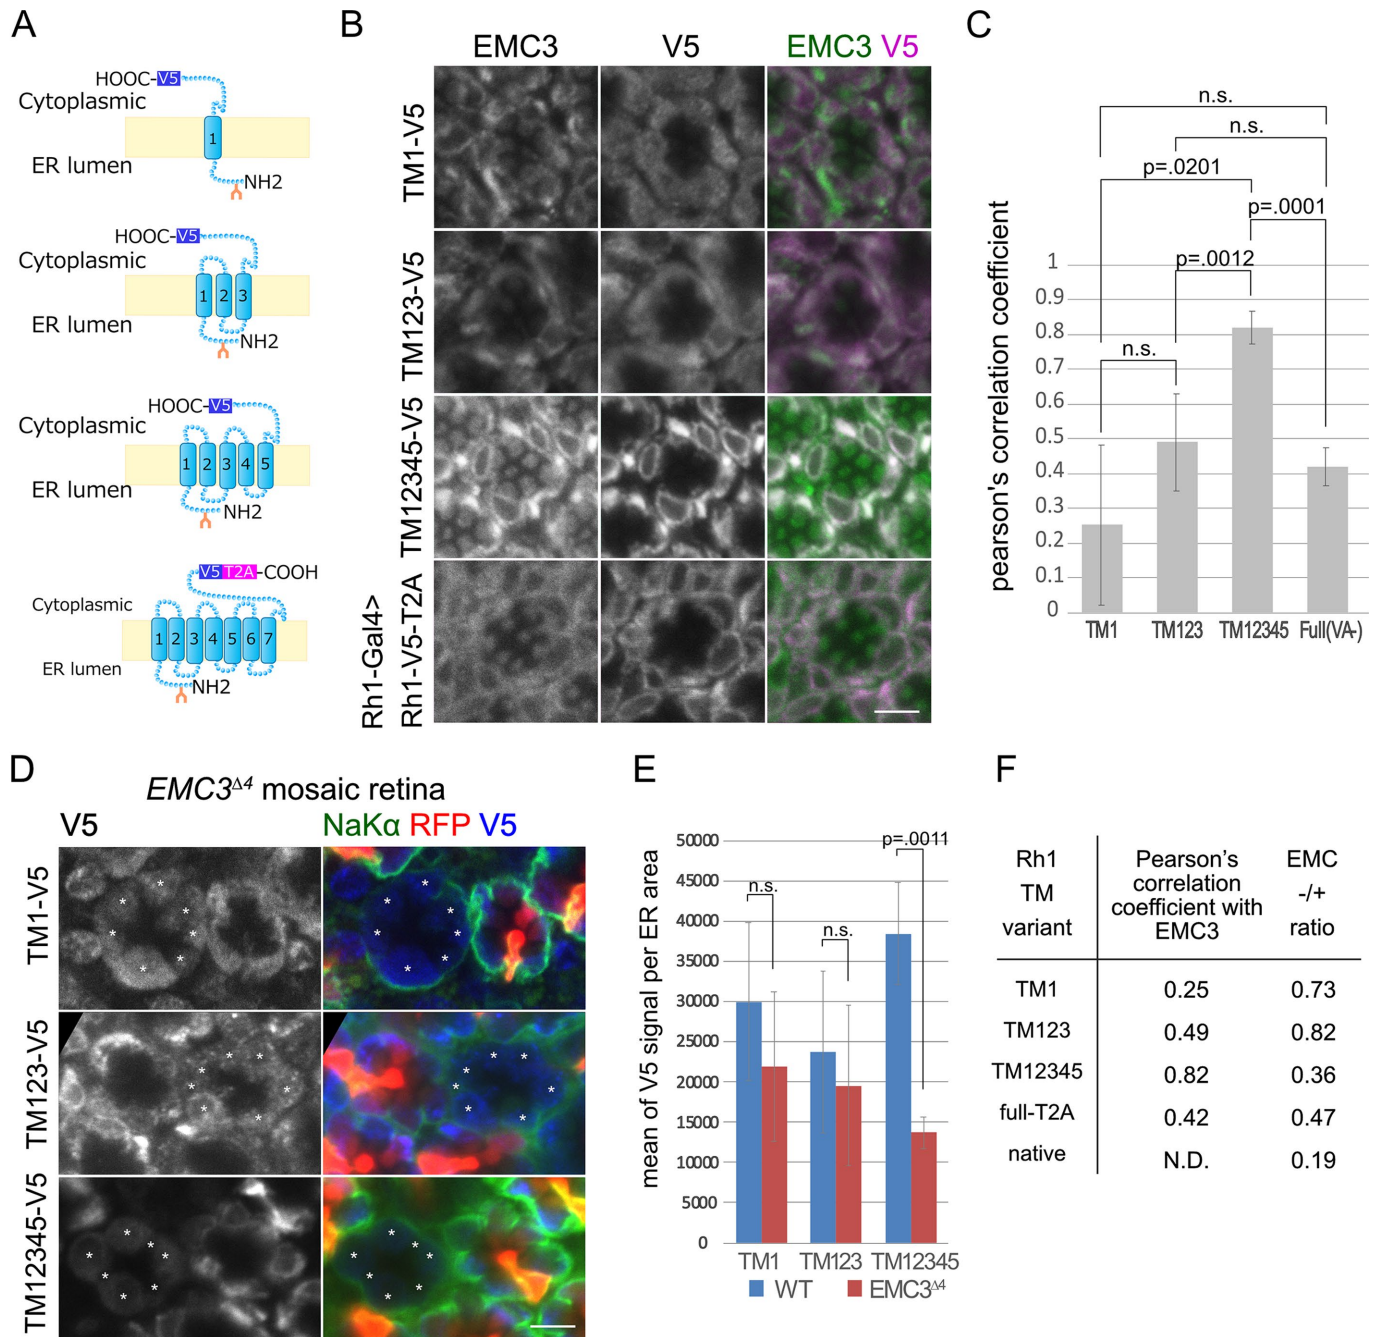 A
HOOC-V5
Cytoplasmic
1
ER lumen
NH2
HOOC-V5
Cytoplasmic
1 2 3
ER lumen
NH2
HOOC-V5
Cytoplasmic
1 2 3 4 5
ER lumen
NH2
V5 T2A-COOH
Cytoplasmic
1 2 3 4 5 6 7
ER lumen
NH2
B
EMC3 V5 EMC3 V5
TM1-V5
TM123-V5
TM12345-V5
Rh1-Gal4>
Rh1-V5-T2A
C
n.s.
n.s.
p=.0201
p=.0001
p=.0012
n.s.
pearson's correlation coefficient
1
0.9
0.8
0.7
0.6
0.5
0.4
0.3
0.2
0.1
0
TM1 TM123 TM12345 Full(VA-)
D
EMC3Δ4 mosaic retina
V5 NaKα RFP V5
TM1-V5
TM123-V5
TM12345-V5
E
mean of V5 signal per ER area
50000
45000
40000
35000
30000
25000
20000
15000
10000
5000
0
n.s.
n.s.
p=.0011
TM1 TM123 TM12345
WT EMC3Δ4
F
Rh1 TM variant Pearson's correlation coefficient with EMC3 EMC -/+ ratio
TM1 0.25 0.73
TM123 0.49 0.82
TM12345 0.82 0.36
full-T2A 0.42 0.47
native N.D. 0.19